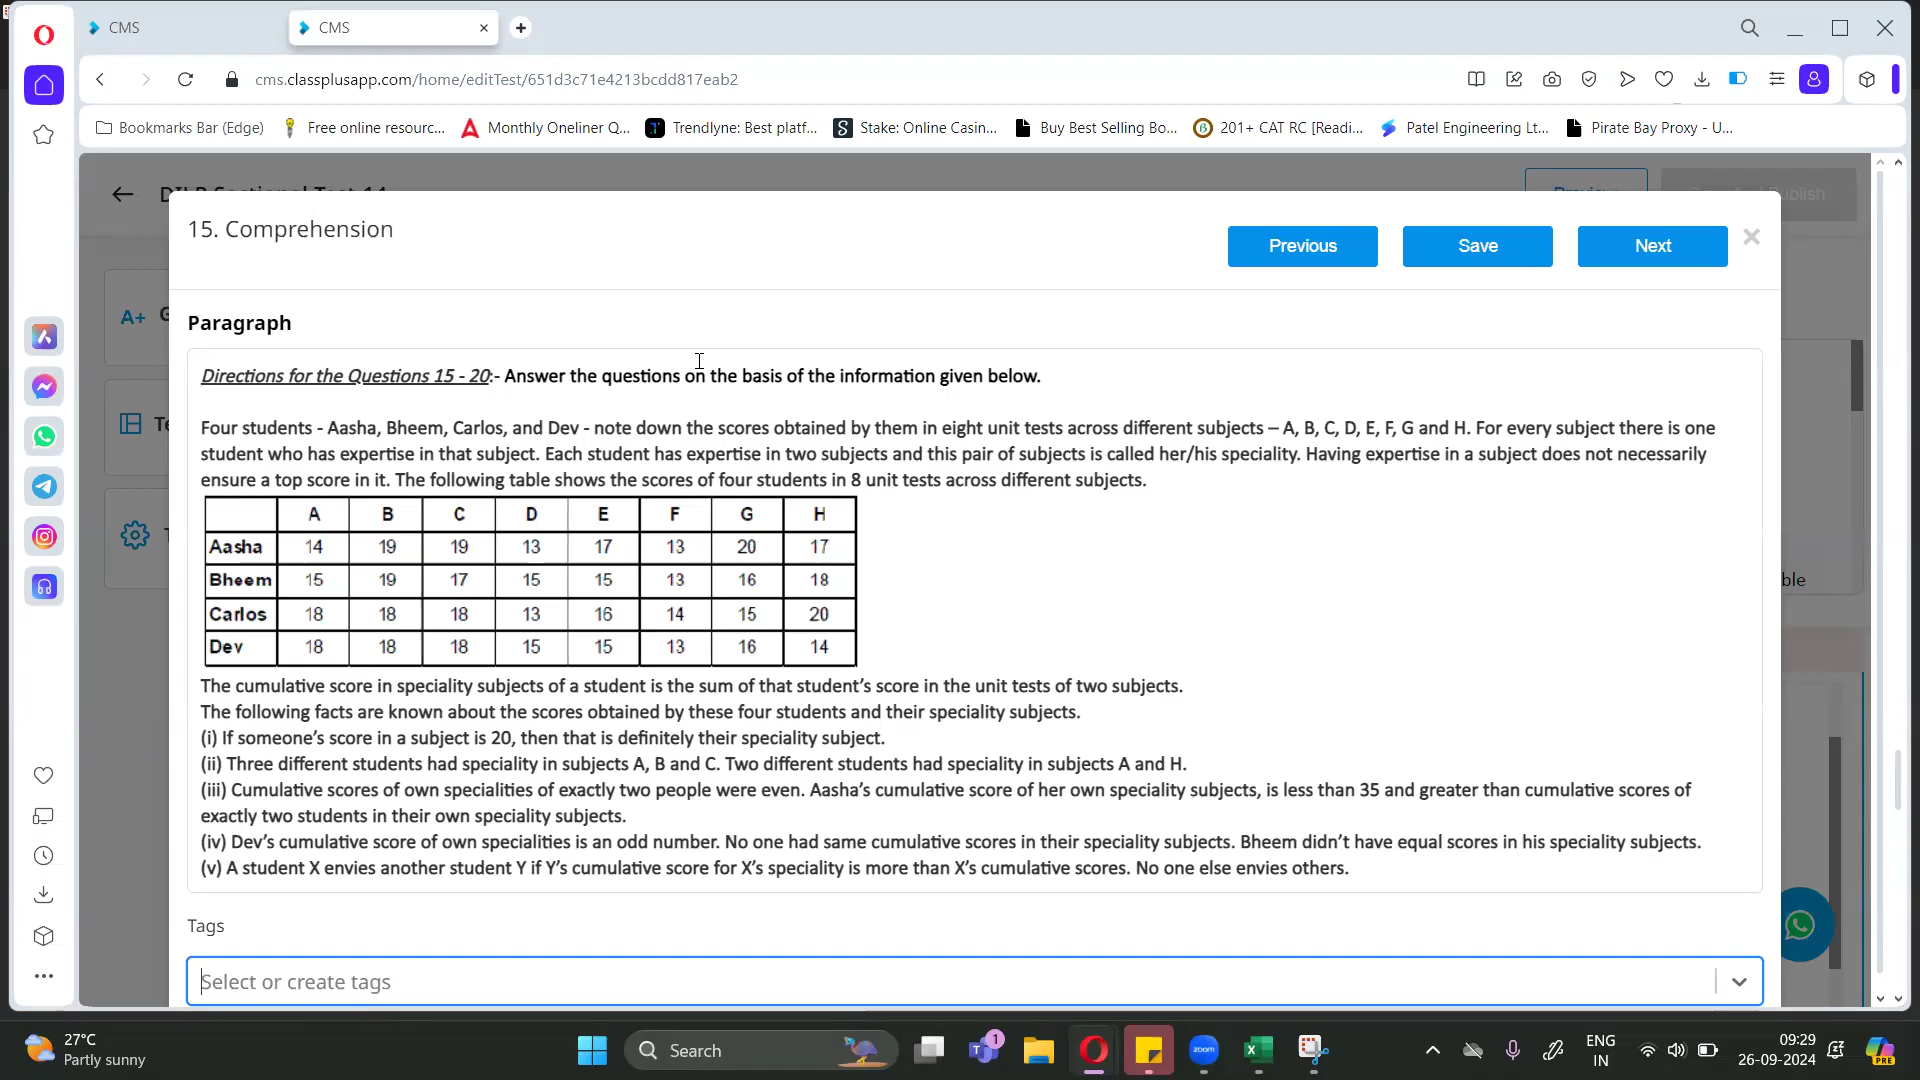 CMS
CMS
cms.classplusapp.com/home/editTest/651d3c71e4213bcdd817eab2
Bookmarks Bar (Edge)
Free online resourc...
Monthly Oneliner Q...
Trendlyne: Best platf...
Stake: Online Casin...
Buy Best Selling Bo...
201+ CAT RC [Readi...
Patel Engineering Lt...
Pirate Bay Proxy - U...
15. Comprehension
Previous
Save
Next
Paragraph
Directions for the Questions 15 - 20:- Answer the questions on the basis of the information given below.
Four students - Aasha, Bheem, Carlos, and Dev - note down the scores obtained by them in eight unit tests across different subjects – A, B, C, D, E, F, G and H. For every subject there is one
student who has expertise in that subject. Each student has expertise in two subjects and this pair of subjects is called her/his speciality. Having expertise in a subject does not necessarily
ensure a top score in it. The following table shows the scores of four students in 8 unit tests across different subjects.
A B C D E F G H
Aasha 14 19 19 13 17 13 20 17
Bheem 15 19 17 15 15 13 16 18
Carlos 18 18 18 13 16 14 15 20
Dev 18 18 18 15 15 13 16 14
The cumulative score in speciality subjects of a student is the sum of that student's score in the unit tests of two subjects.
The following facts are known about the scores obtained by these four students and their speciality subjects.
(i) If someone's score in a subject is 20, then that is definitely their speciality subject.
(ii) Three different students had speciality in subjects A, B and C. Two different students had speciality in subjects A and H.
(iii) Cumulative scores of own specialities of exactly two people were even. Aasha's cumulative score of her own speciality subjects, is less than 35 and greater than cumulative scores of
exactly two students in their own speciality subjects.
(iv) Dev's cumulative score of own specialities is an odd number. No one had same cumulative scores in their speciality subjects. Bheem didn't have equal scores in his speciality subjects.
(v) A student X envies another student Y if Y's cumulative score for X's speciality is more than X's cumulative scores. No one else envies others.
Tags
Select or create tags
ble
27°C
Partly sunny
Search
1
zoom
ENG
IN
09:29
26-09-2024
PRE